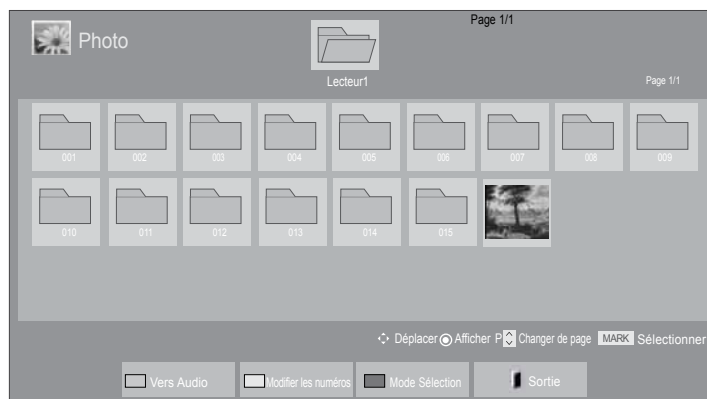 Page 1/1
Photo
Lecteur1
Page 1/1
001 002 003 004 005 006 007 008 009
010 011 012 013 014 015
Déplacer Afficher P Changer de page MARK Sélectionner
Vers Audio Modifier les numéros Mode Sélection Sortie